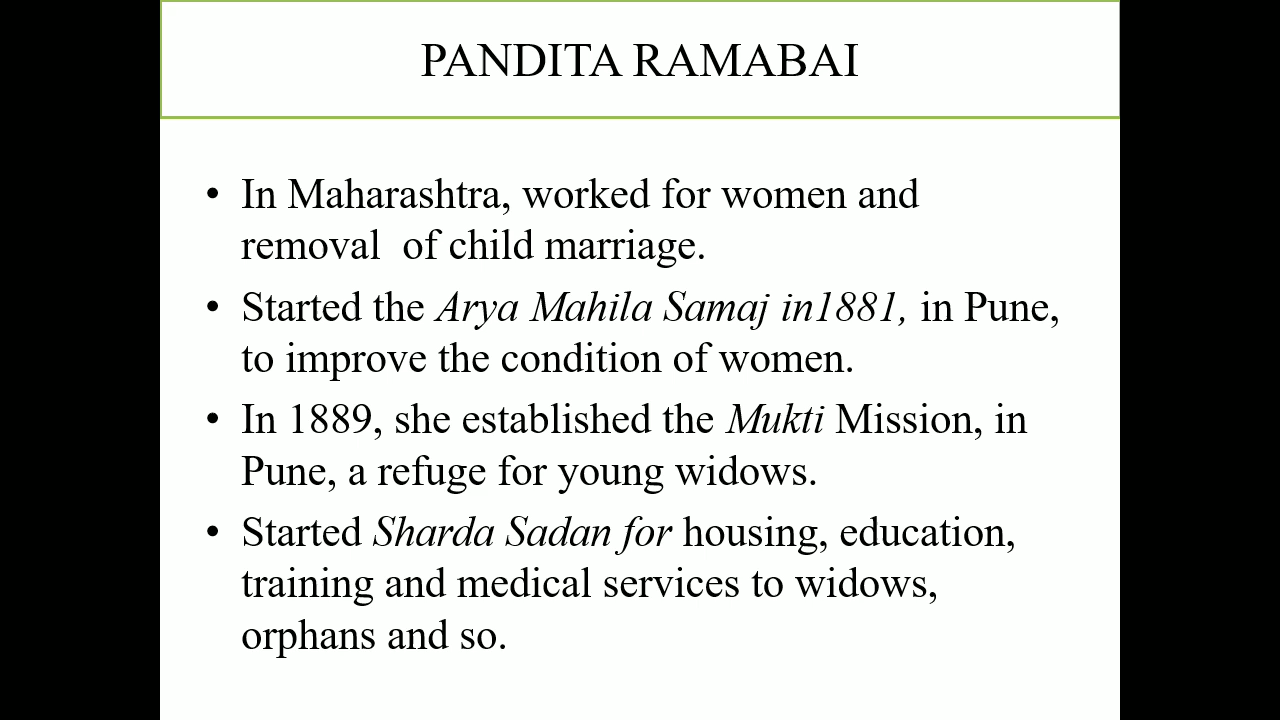 PANDITA RAMABAI
• In Maharashtra, worked for women and
removal  of child marriage.
• Started the Arya Mahila Samaj in1881, in Pune,
to improve the condition of women.
• In 1889, she established the Mukti Mission, in
Pune, a refuge for young widows.
• Started Sharda Sadan for housing, education,
training and medical services to widows,
orphans and so.